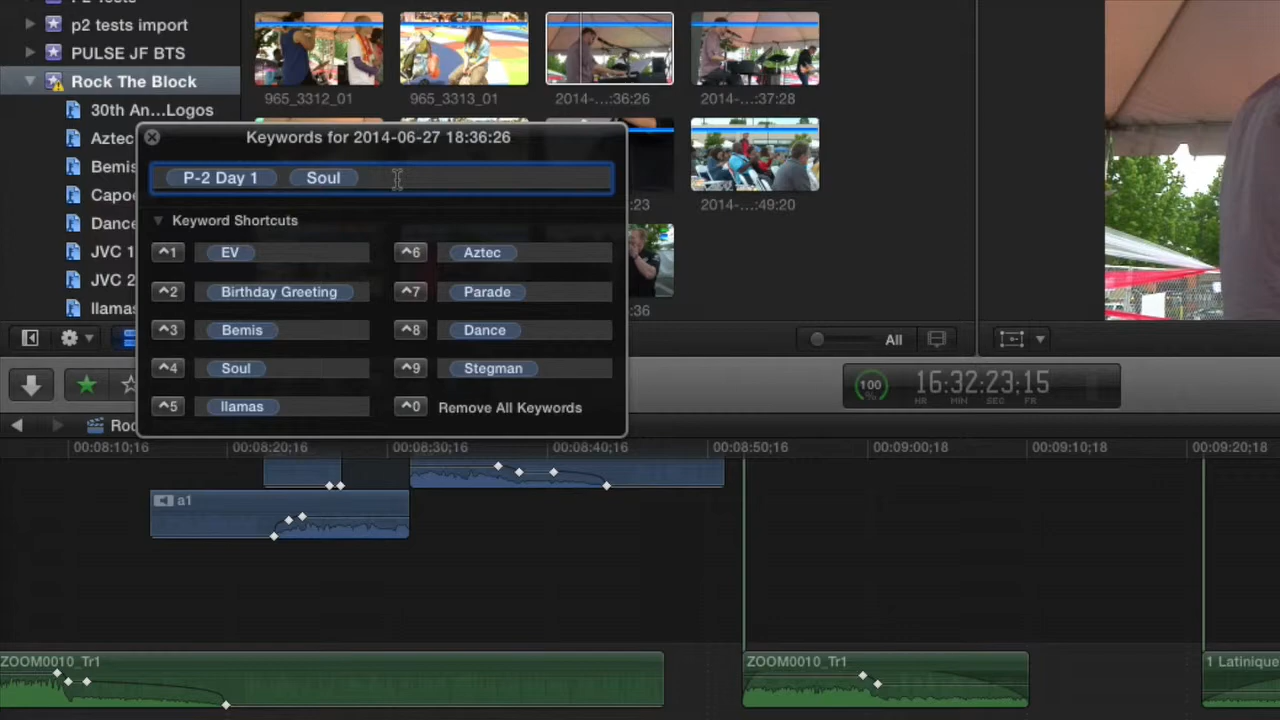 p2 tests import
PULSE JF BTS
Rock The Block
30th An...Logos
Aztec
Bemis
Capoe
Dance
JVC 1
JVC 2
llamas
965_3312_01
965_3313_01
2014-...:36:26
2014-...:37:28
:23
2014-...:49:20
:36
Keywords for 2014-06-27 18:36:26
P-2 Day 1 Soul
Keyword Shortcuts
^1 EV ^6 Aztec
^2 Birthday Greeting ^7 Parade
^3 Bemis ^8 Dance
^4 Soul ^9 Stegman
^5 llamas ^0 Remove All Keywords
All
100 %
16:32:23;15
HR MIN SEC FR
Roc
00:08:10;16 00:08:20;16 00:08:30;16 00:08:40;16 00:08:50;16 00:09:00;18 00:09:10;18 00:09:20;18
a1
ZOOM0010_Tr1 ZOOM0010_Tr1 1 Latinique